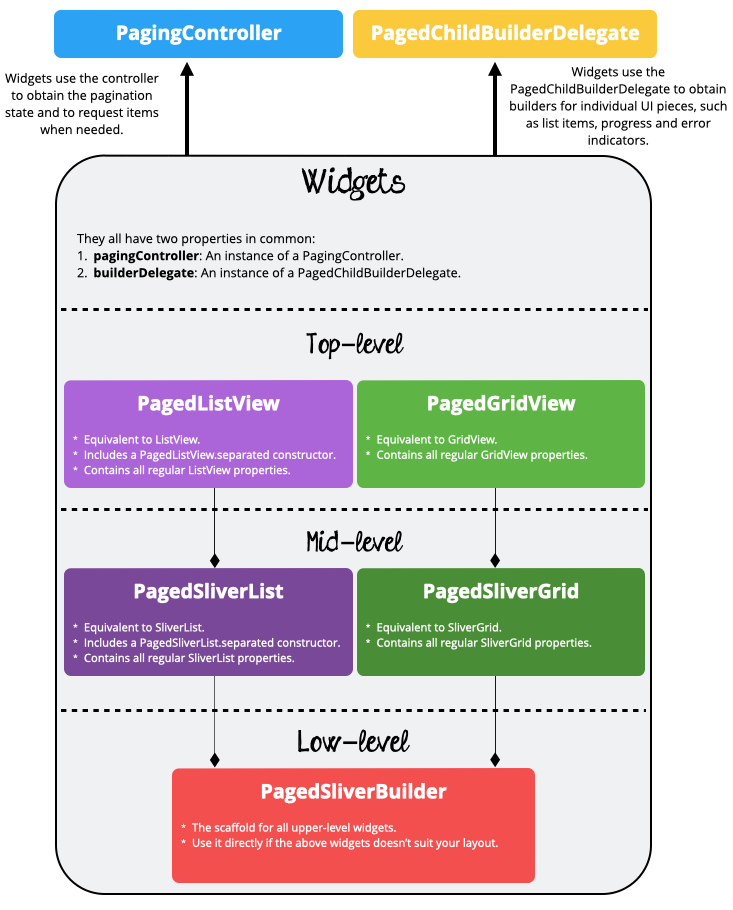 PagingController
PagedChildBuilderDelegate
Widgets use the controller
to obtain the pagination
state and to request items
when needed.
Widgets use the
PagedChildBuilderDelegate to obtain
builders for individual UI pieces, such
as list items, progress and error
indicators.
Widgets
They all have two properties in common:
1. pagingController: An instance of a PagingController.
2. builderDelegate: An instance of a PagedChildBuilderDelegate.
Top-level
PagedListView
* Equivalent to ListView.
* Includes a PagedListView.separated constructor.
* Contains all regular ListView properties.
PagedGridView
* Equivalent to GridView.
* Contains all regular GridView properties.
Mid-level
PagedSliverList
* Equivalent to SliverList.
* Includes a PagedSliverList.separated constructor.
* Contains all regular SliverList properties.
PagedSliverGrid
* Equivalent to SliverGrid.
* Contains all regular SliverGrid properties.
Low-level
PagedSliverBuilder
* The scaffold for all upper-level widgets.
* Use it directly if the above widgets doesn't suit your layout.